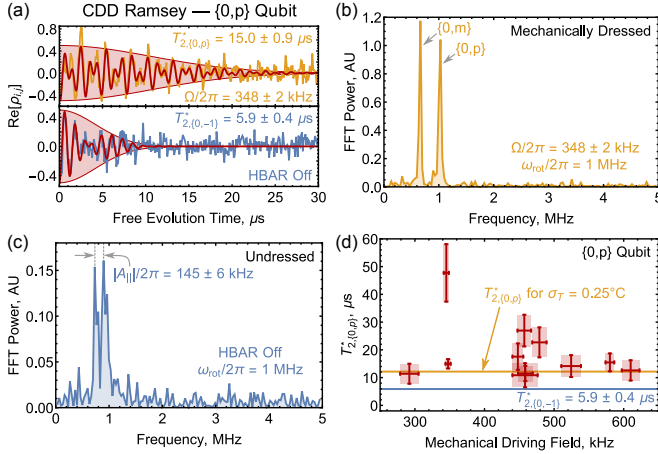 (a) CDD Ramsey — {0,p} Qubit
Re[ρi,j]
0.8
0.4
0.0
-0.4
T*2,{0,p} = 15.0 ± 0.9 μs
Ω/2π = 348 ± 2 kHz
0.4
0.0
-0.4
T*2,{0,-1} = 5.9 ± 0.4 μs
HBAR Off
0 5 10 15 20 25 30
Free Evolution Time, μs
(b)
{0,m}
{0,p}
Mechanically Dressed
FFT Power, AU
1.2
1.0
0.8
0.6
0.4
0.2
0.0
Ω/2π = 348 ± 2 kHz
ωrot/2π = 1 MHz
0 1 2 3 4 5
Frequency, MHz
(c)
Undressed
|A|||/2π = 145 ± 6 kHz
FFT Power, AU
0.15
0.10
0.05
0.00
HBAR Off
ωrot/2π = 1 MHz
0 1 2 3 4 5
Frequency, MHz
(d)
{0,p} Qubit
T*2,{0,p}, μs
60
50
40
30
20
10
0
T*2,{0,p} for σT = 0.25°C
T*2,{0,-1} = 5.9 ± 0.4 μs
300 400 500 600
Mechanical Driving Field, kHz